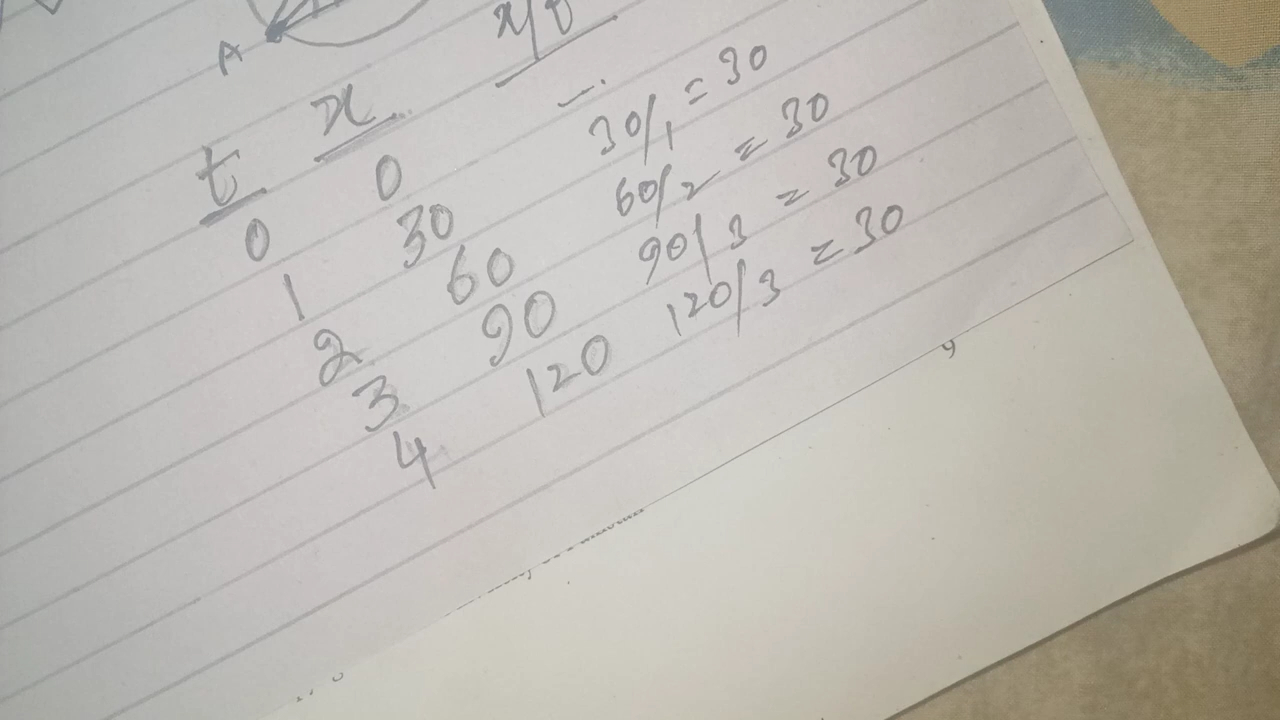 A
t x x/t
0 0 —
1 30 30/1 = 30
2 60 60/2 = 30
3 90 90/3 = 30
4 120 120/3 = 30